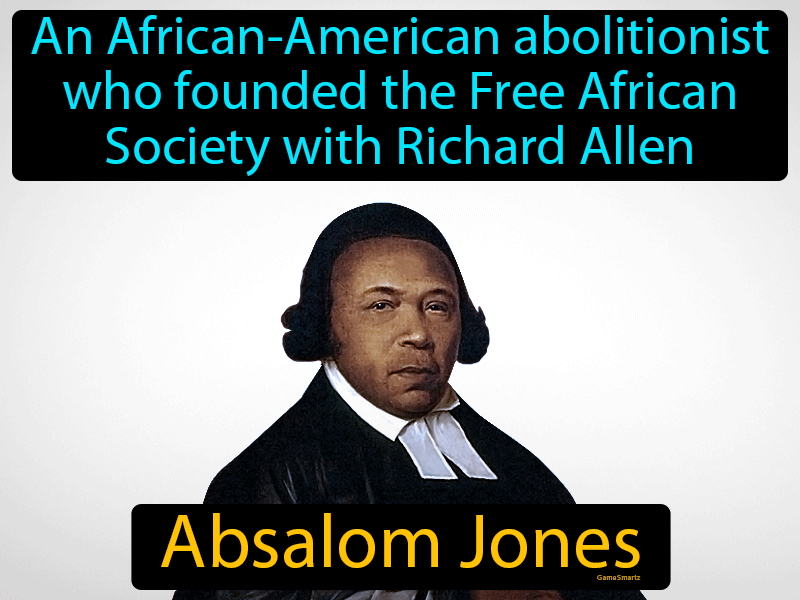 An African-American abolitionist
who founded the Free African
Society with Richard Allen
Absalom Jones
GameSmartz